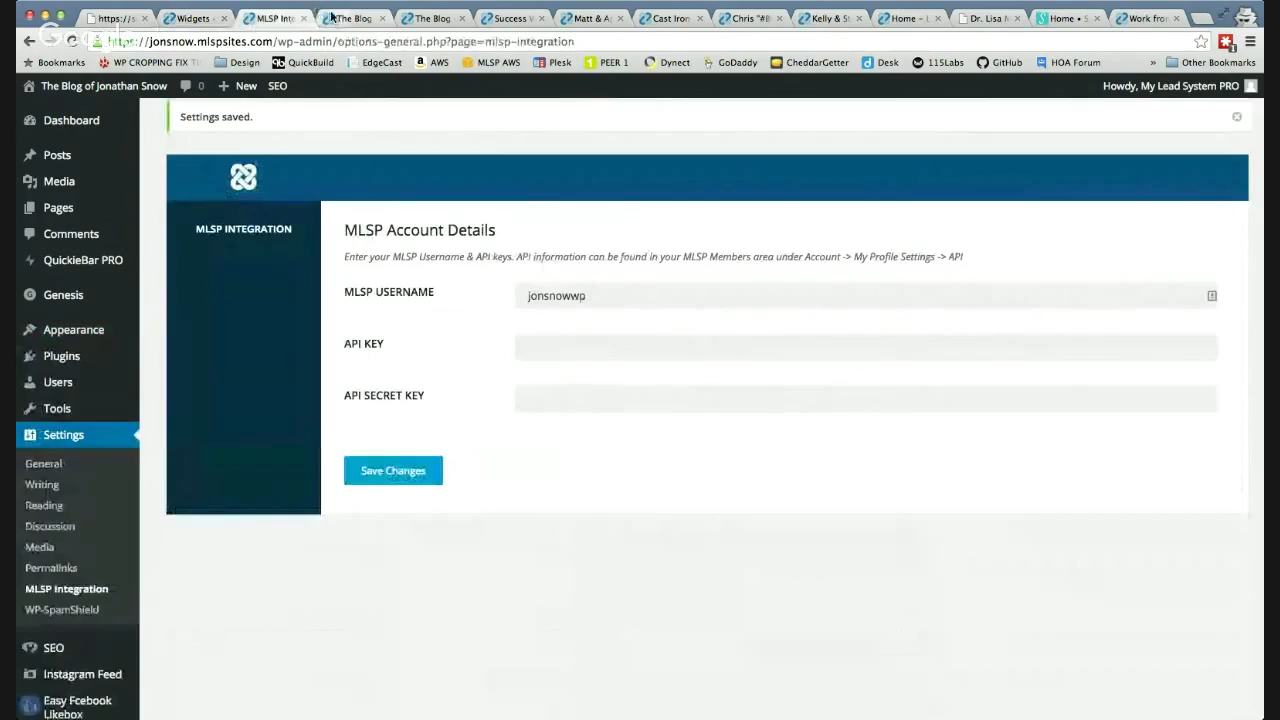 https://s
Widgets
MLSP Inte
The Blog
The Blog
Success
Matt & A
Cast Iron
Chris "#
Kelly & St
Home – L
Dr. Lisa M
Home • S
Work fro
https://jonsnow.mlspsites.com/wp-admin/options-general.php?page=mlsp-integration
Bookmarks WP CROPPING FIX Design QuickBuild EdgeCast AWS MLSP AWS Plesk PEER 1 Dynect GoDaddy CheddarGetter Desk 115Labs GitHub HOA Forum » Other Bookmarks
The Blog of Jonathan Snow 0 + New SEO Howdy, My Lead System PRO
Settings saved.
Dashboard
Posts
Media
Pages
Comments
QuickieBar PRO
Genesis
Appearance
Plugins
Users
Tools
Settings
General
Writing
Reading
Discussion
Media
Permalinks
MLSP Integration
WP-SpamShield
SEO
Instagram Feed
Easy Fcebook
Likebox
MLSP INTEGRATION
MLSP Account Details
Enter your MLSP Username & API keys. API information can be found in your MLSP Members area under Account -> My Profile Settings -> API
MLSP USERNAME
jonsnowwp
API KEY
API SECRET KEY
Save Changes